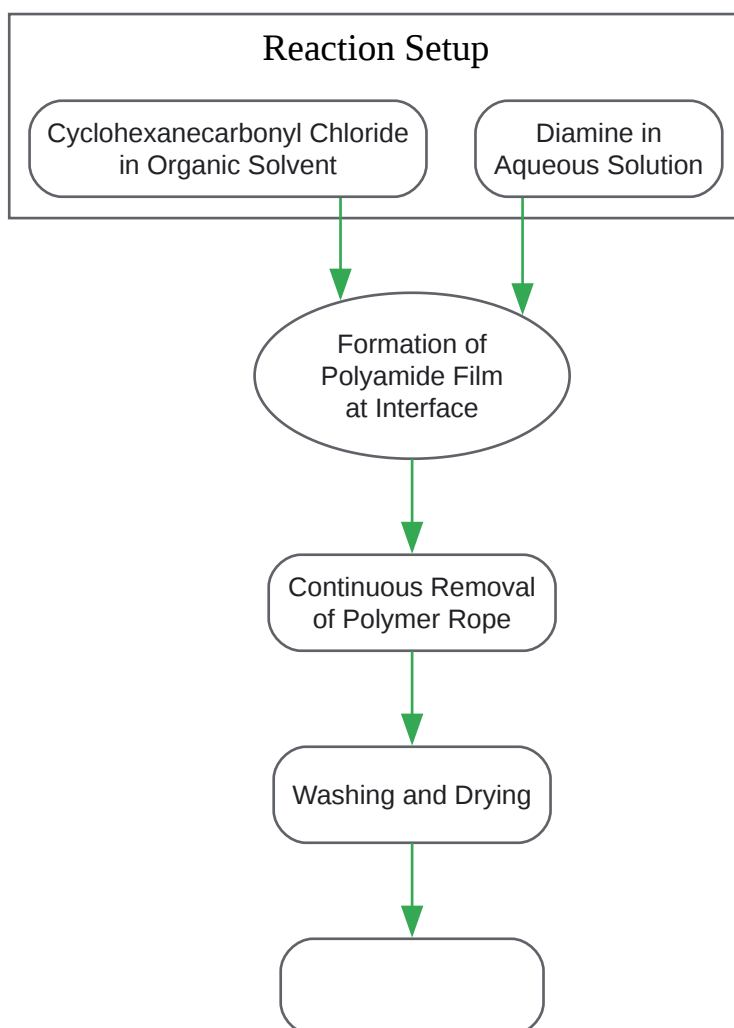 Reaction Setup
Cyclohexanecarbonyl Chloride
in Organic Solvent
Diamine in
Aqueous Solution
Formation of
Polyamide Film
at Interface
Continuous Removal
of Polymer Rope
Washing and Drying